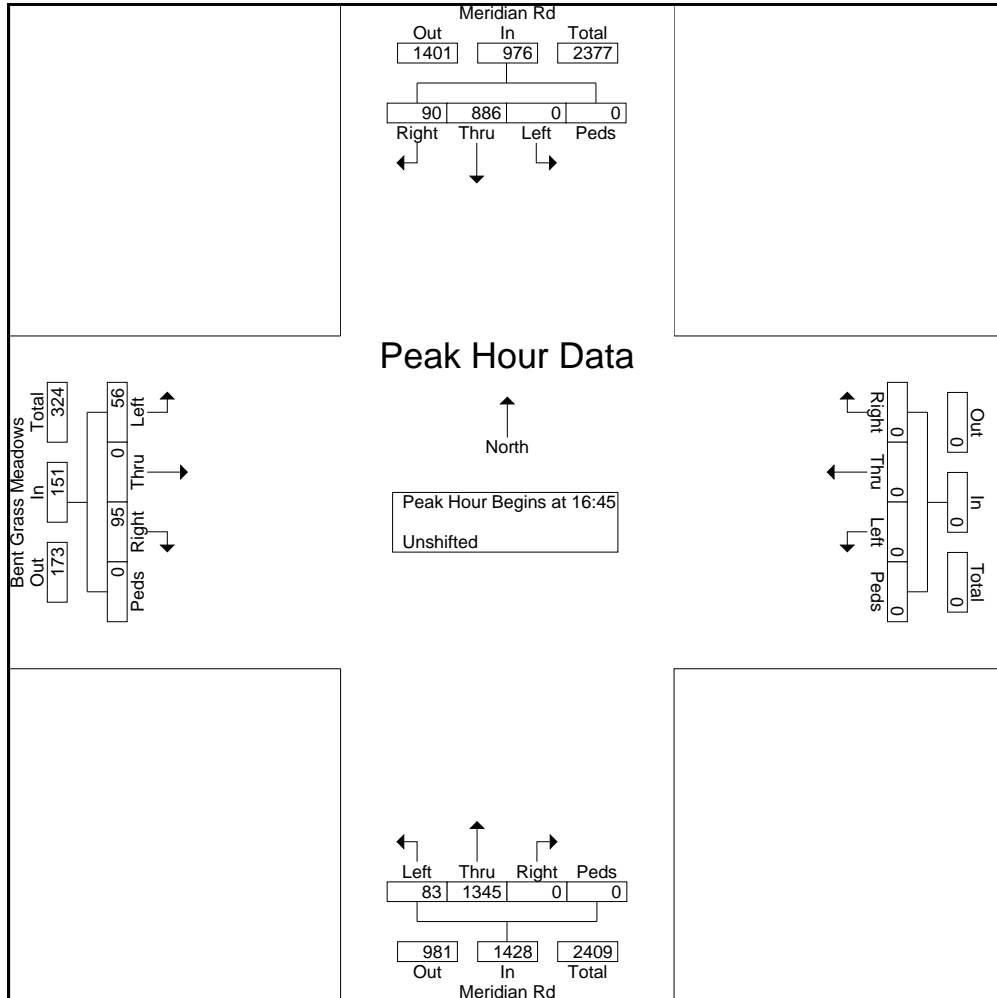 Meridian Rd
Out In Total
1401 976 2377
90 886 0 0
Right Thru Left Peds
Peak Hour Data
North
Peak Hour Begins at 16:45
Unshifted
Bent Grass Meadows
Total In Out
324 151 173
56 0 95 0
Left Thru Right Peds
Right Thru Left Peds
0 0 0 0
Out In Total
0 0 0
Left Thru Right Peds
83 1345 0 0
981 1428 2409
Out In Total
Meridian Rd